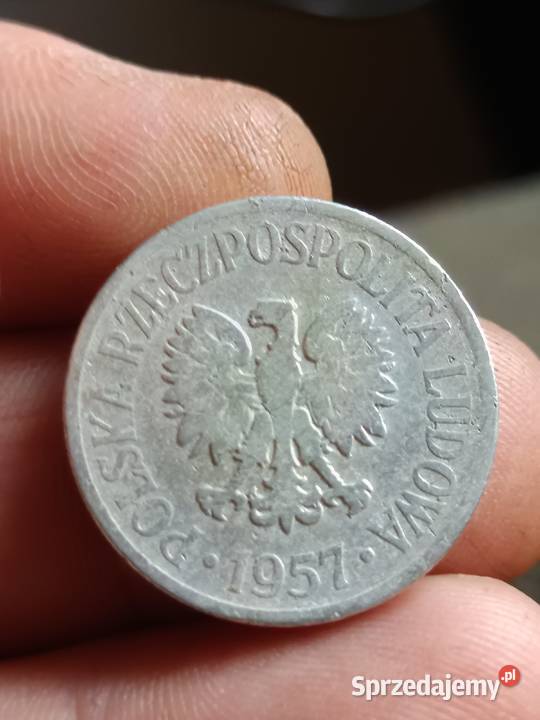 POLSKA RZECZPOSPOLITA LUDOWA
· 1957 ·
Sprzedajemy.pl